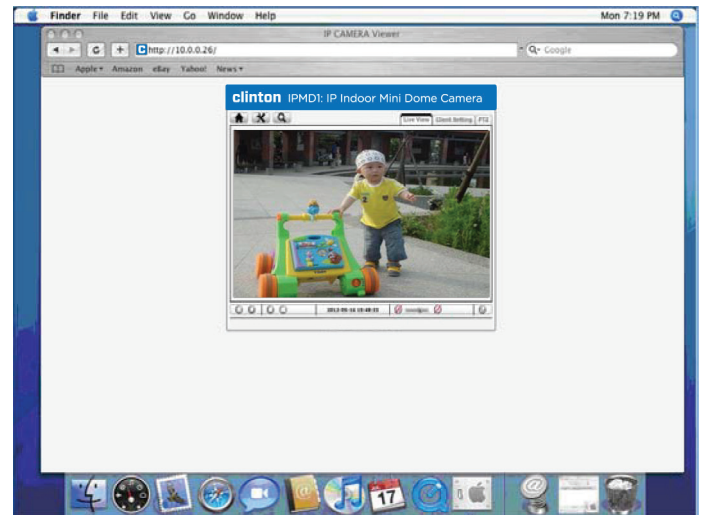 Finder File Edit View Go Window Help Mon 7:19 PM
IP CAMERA Viewer
http://10.0.0.26/ Google
Apple Amazon eBay Yahoo! News
clinton IPMD1: IP Indoor Mini Dome Camera
Live View Client Setting PTZ
17